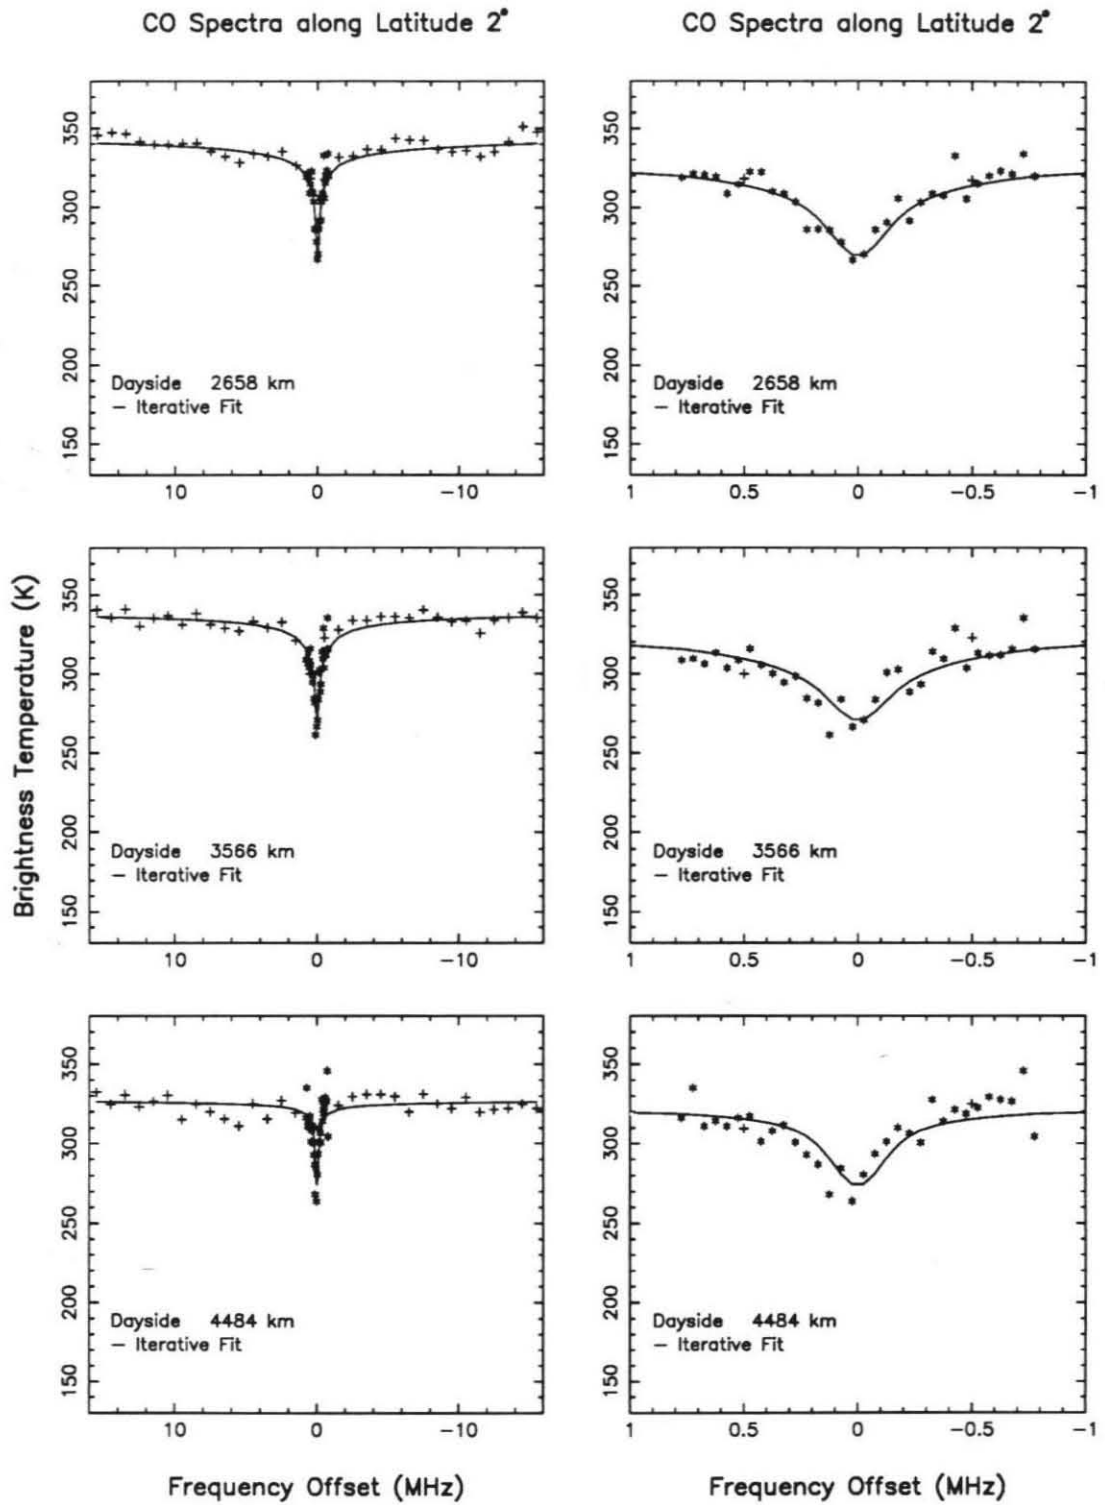 CO Spectra along Latitude 2°
CO Spectra along Latitude 2°
Brightness Temperature (K)
350
300
250
200
150
Dayside 2658 km
— Iterative Fit
10 0 −10
350
300
250
200
150
Dayside 2658 km
— Iterative Fit
1 0.5 0 −0.5 −1
350
300
250
200
150
Dayside 3566 km
— Iterative Fit
10 0 −10
350
300
250
200
150
Dayside 3566 km
— Iterative Fit
1 0.5 0 −0.5 −1
350
300
250
200
150
Dayside 4484 km
— Iterative Fit
10 0 −10
350
300
250
200
150
Dayside 4484 km
— Iterative Fit
1 0.5 0 −0.5 −1
Frequency Offset (MHz)
Frequency Offset (MHz)